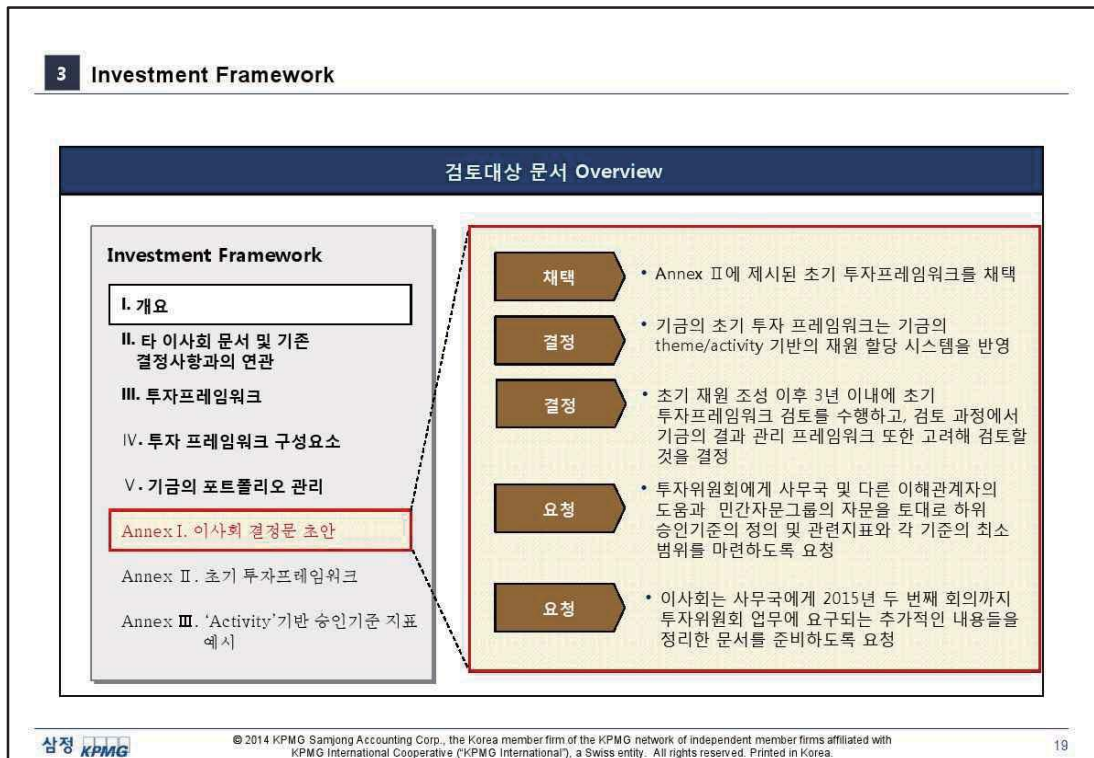 3 Investment Framework
검토대상 문서 Overview
Investment Framework
I. 개요
II. 타 이사회 문서 및 기존
결정사항과의 연관
III. 투자프레임워크
IV. 투자 프레임워크 구성요소
V. 기금의 포트폴리오 관리
Annex I. 이사회 결정문 초안
Annex II. 초기 투자프레임워크
Annex III. ‘Activity’기반 승인기준 지표
예시
채택
• Annex II에 제시된 초기 투자프레임워크를 채택
결정
• 기금의 초기 투자 프레임워크는 기금의
theme/activity 기반의 재원 할당 시스템을 반영
결정
• 초기 재원 조성 이후 3년 이내에 초기
투자프레임워크 검토를 수행하고, 검토 과정에서
기금의 결과 관리 프레임워크 또한 고려해 검토할
것을 결정
요청
• 투자위원회에게 사무국 및 다른 이해관계자의
도움과 민간자문그룹의 자문을 토대로 하위
승인기준의 정의 및 관련지표와 각 기준의 최소
범위를 마련하도록 요청
요청
• 이사회는 사무국에게 2015년 두 번째 회의까지
투자위원회 업무에 요구되는 추가적인 내용들을
정리한 문서를 준비하도록 요청
삼정 KPMG
© 2014 KPMG Samjong Accounting Corp., the Korea member firm of the KPMG network of independent member firms affiliated with
KPMG International Cooperative (“KPMG International”), a Swiss entity. All rights reserved. Printed in Korea.
19